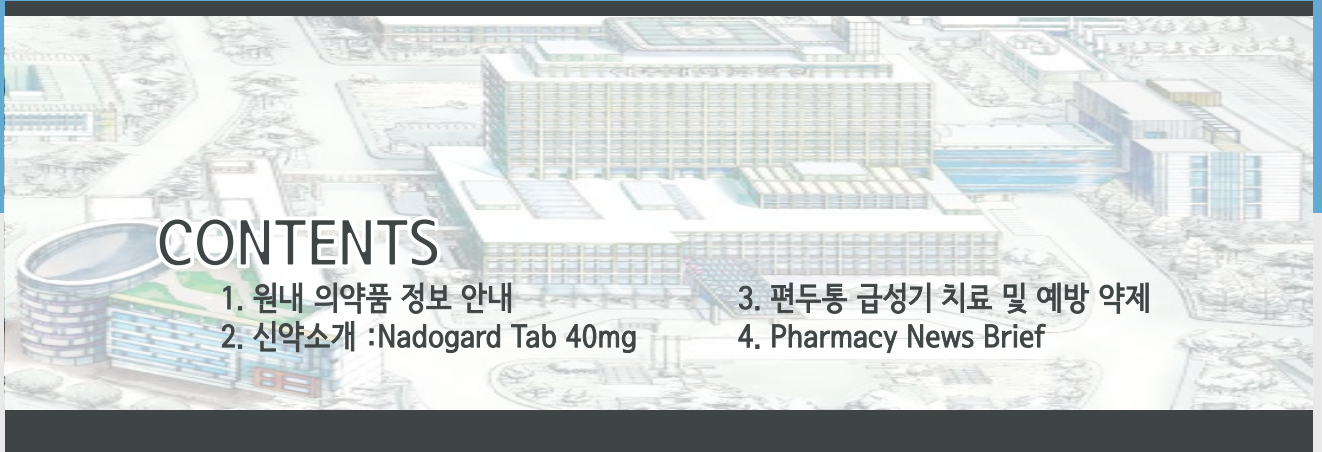 CONTENTS
1. 원내 의약품 정보 안내
2. 신약소개 :Nadogard Tab 40mg
3. 편두통 급성기 치료 및 예방 약제
4. Pharmacy News Brief